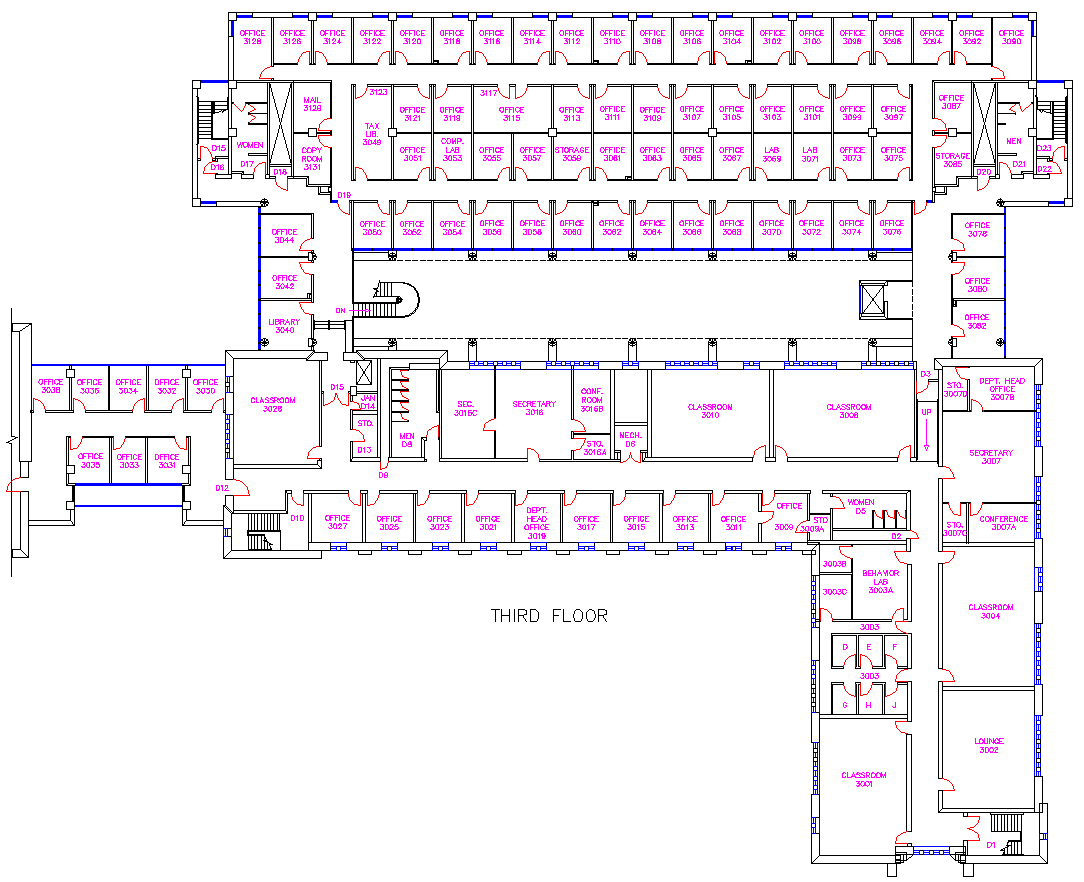 OFFICE 3128
OFFICE 3126
OFFICE 3124
OFFICE 3122
OFFICE 3120
OFFICE 3118
OFFICE 3116
OFFICE 3114
OFFICE 3112
OFFICE 3110
OFFICE 3108
OFFICE 3106
OFFICE 3104
OFFICE 3102
OFFICE 3100
OFFICE 3098
OFFICE 3096
OFFICE 3094
OFFICE 3092
OFFICE 3090
MAIL 3129
3123
3117
TAX LIB. 3049
OFFICE 3121
OFFICE 3119
OFFICE 3115
OFFICE 3113
OFFICE 3111
OFFICE 3109
OFFICE 3107
OFFICE 3105
OFFICE 3103
OFFICE 3101
OFFICE 3099
OFFICE 3097
OFFICE 3087
WOMEN
D15
D16
D17
D18
COPY ROOM 3131
OFFICE 3051
COMP. LAB 3053
OFFICE 3055
OFFICE 3057
STORAGE 3059
OFFICE 3061
OFFICE 3063
OFFICE 3065
OFFICE 3067
LAB 3069
LAB 3071
OFFICE 3073
OFFICE 3075
STORAGE 3085
MEN
D20
D21
D22
D23
D19
OFFICE 3044
OFFICE 3050
OFFICE 3052
OFFICE 3054
OFFICE 3056
OFFICE 3058
OFFICE 3060
OFFICE 3062
OFFICE 3064
OFFICE 3066
OFFICE 3068
OFFICE 3070
OFFICE 3072
OFFICE 3074
OFFICE 3076
OFFICE 3078
OFFICE 3042
OFFICE 3080
DN
LIBRARY 3040
OFFICE 3082
OFFICE 3038
OFFICE 3036
OFFICE 3034
OFFICE 3032
OFFICE 3030
CLASSROOM 3028
D15
JAN D14
STO.
D13
MEN D8
SEC. 3016C
SECRETARY 3016
CONF. ROOM 3016B
STO. 3016A
MECH. D6
CLASSROOM 3010
CLASSROOM 3008
D3
UP
STO. 3007D
DEPT. HEAD OFFICE 3007B
SECRETARY 3007
OFFICE 3035
OFFICE 3033
OFFICE 3031
D12
D9
D10
OFFICE 3027
OFFICE 3025
OFFICE 3023
OFFICE 3021
DEPT. HEAD OFFICE 3019
OFFICE 3017
OFFICE 3015
OFFICE 3013
OFFICE 3011
OFFICE 3009
STO 3009A
WOMEN D5
D2
STO. 3007C
CONFERENCE 3007A
3003B
3003C
BEHAVIOR LAB 3003A
CLASSROOM 3004
THIRD FLOOR
3003
D
E
F
3003
G
H
J
LOUNGE 3002
CLASSROOM 3001
D1